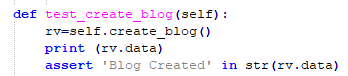 def test_create_blog(self):
    rv=self.create_blog()
    print (rv.data)
    assert 'Blog Created' in str(rv.data)